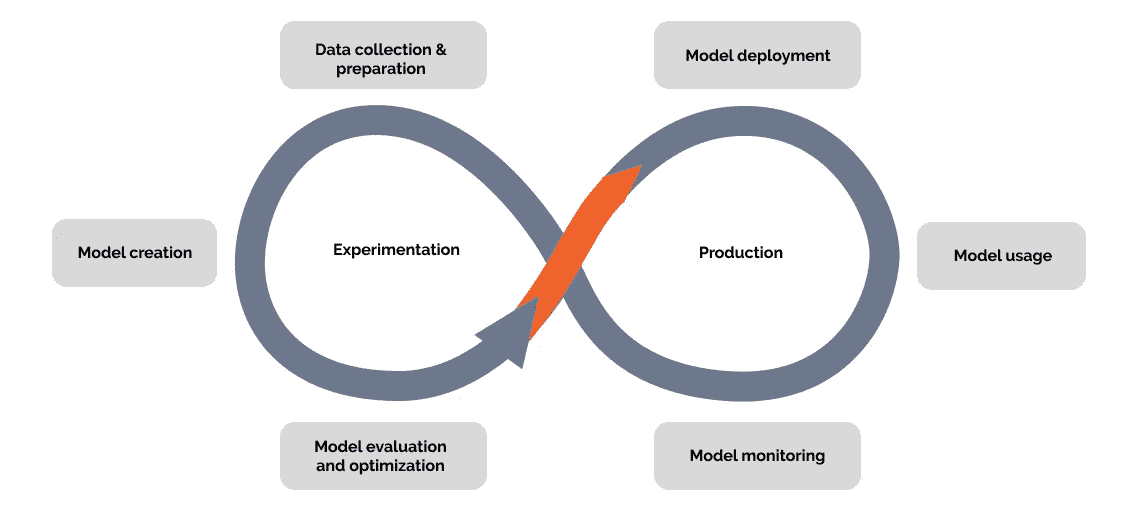 Data collection &
preparation
Model deployment
Model creation
Experimentation
Production
Model usage
Model evaluation
and optimization
Model monitoring